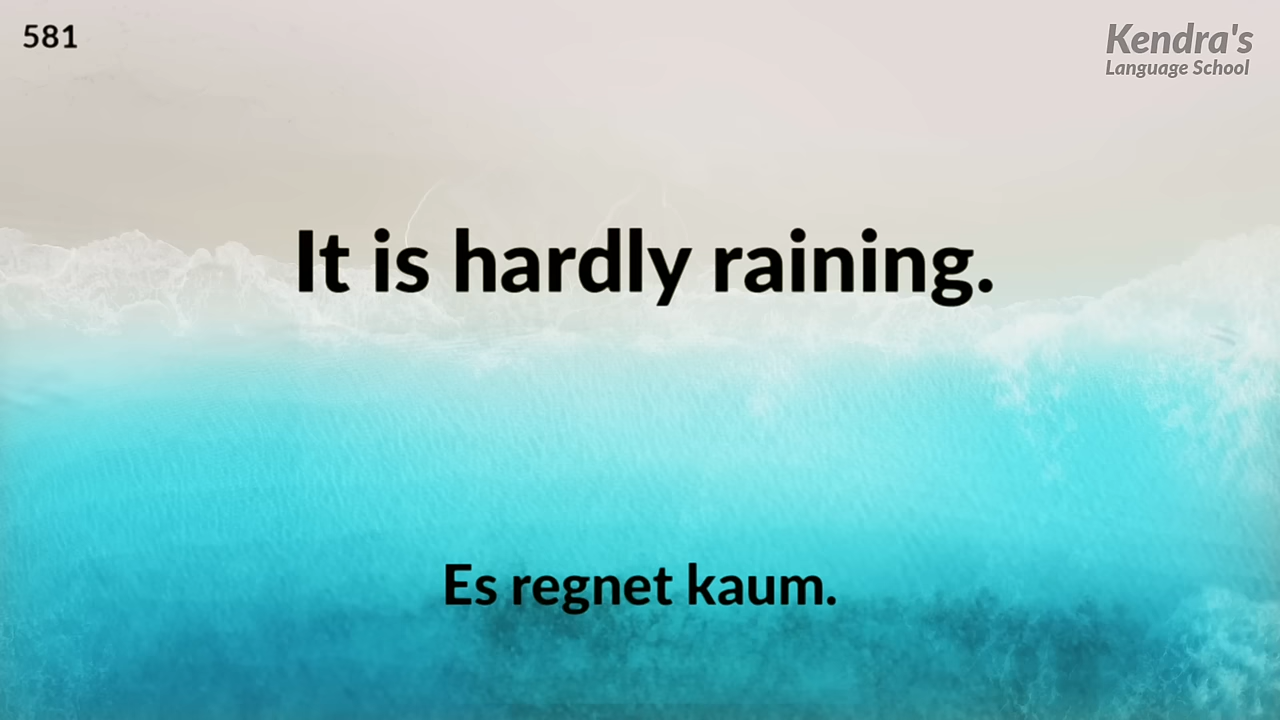 581
Kendra's
Language School
It is hardly raining.
Es regnet kaum.